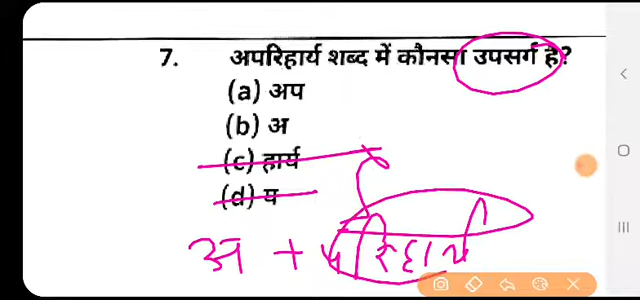 7. अपरिहार्य शब्द में कौनसा उपसर्ग है?
(a) अप
(b) अ
(c) हार्य
(d) य
अ + परिहार्य